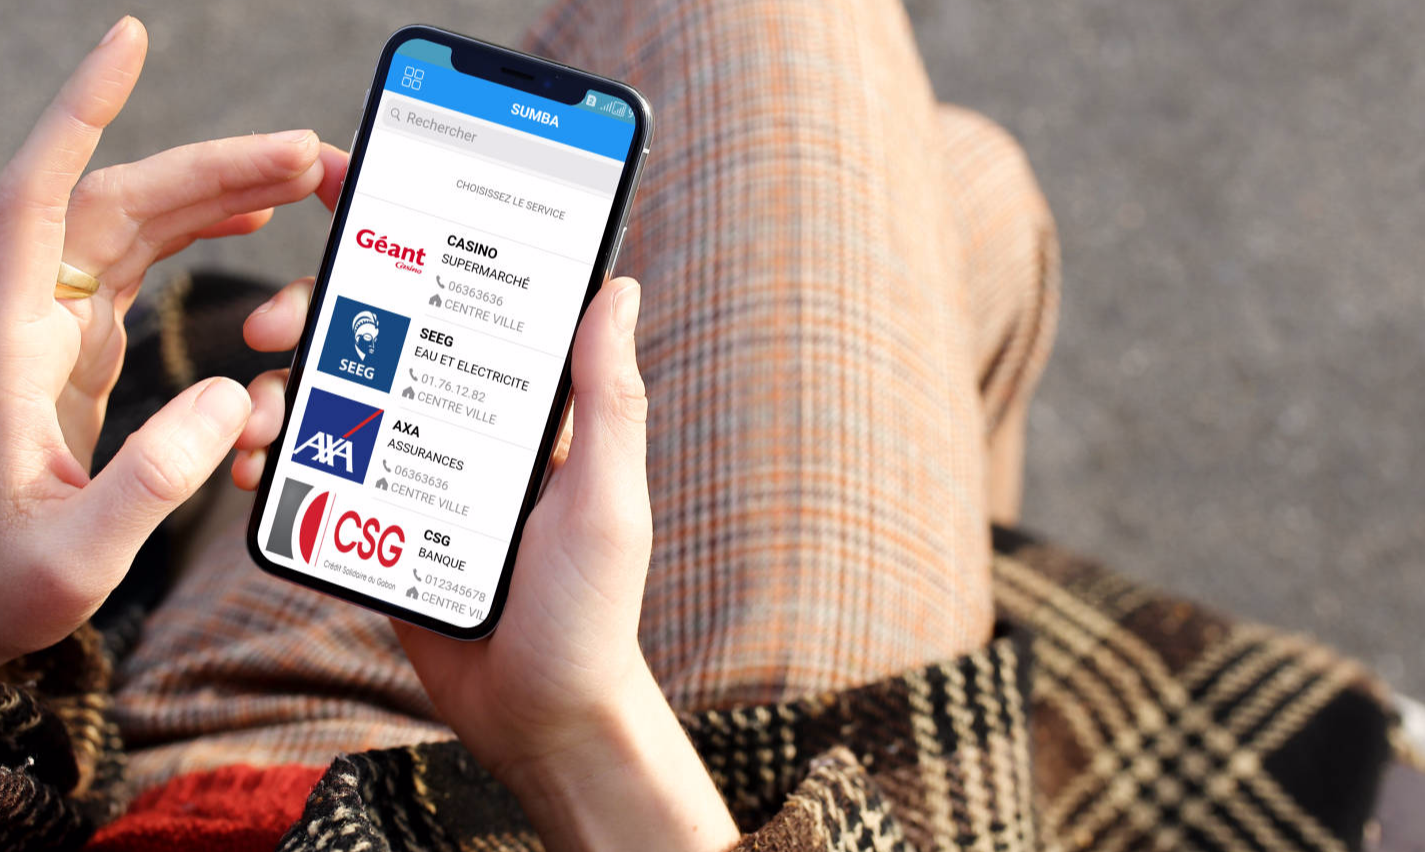 SUMBA
Rechercher
CHOISISSEZ LE SERVICE
Géant
Casino
CASINO
SUPERMARCHÉ
06363636
CENTRE VILLE
SEEG
SEEG
EAU ET ELECTRICITE
01.76.12.82
CENTRE VILLE
AXA
AXA
ASSURANCES
06363636
CENTRE VILLE
CSG
Crédit Solidaire du Gabon
CSG
BANQUE
012345678
CENTRE VIL